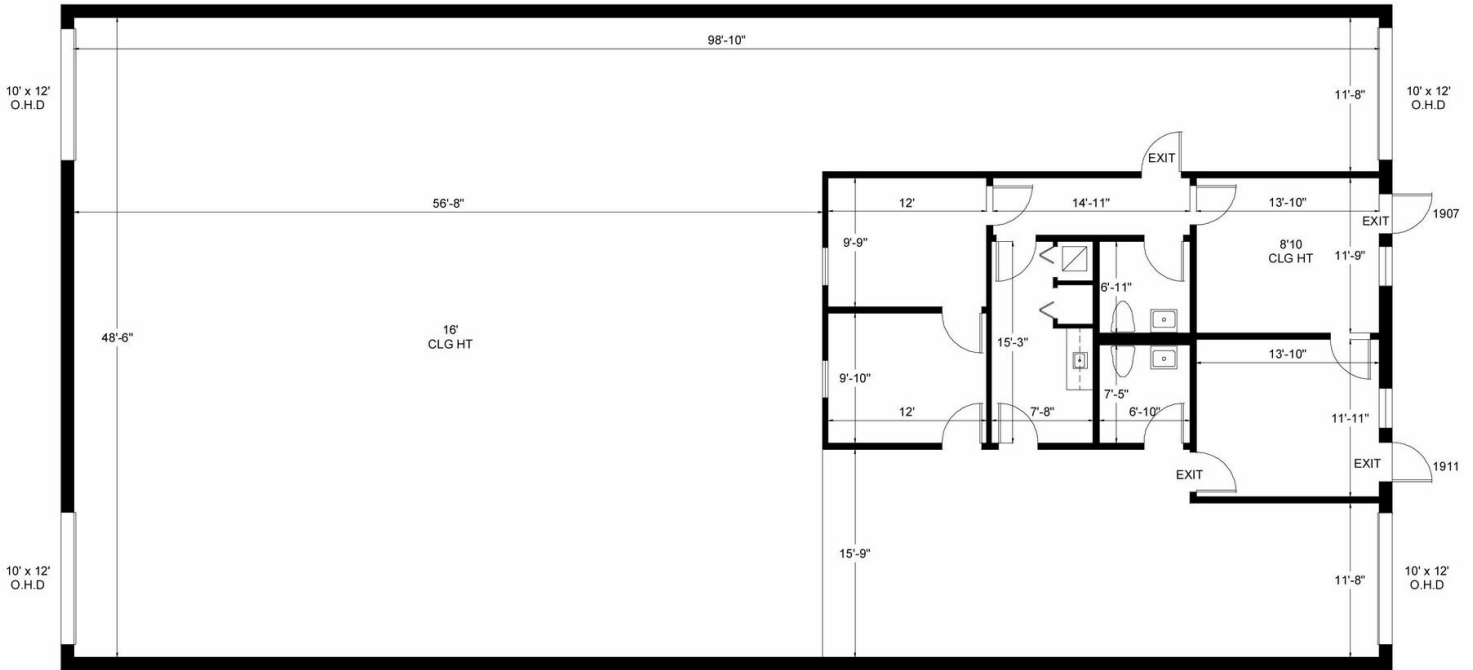 98'-10"
10' x 12'
O.H.D
10' x 12'
O.H.D
11'-8"
EXIT
56'-8"
12'
14'-11"
13'-10"
EXIT
1907
9'-9"
8'10
CLG HT
11'-9"
6'-11"
48'-6"
16'
CLG HT
15'-3"
13'-10"
9'-10"
7'-5"
12'
7'-8"
6'-10"
11'-11"
EXIT
EXIT
1911
15'-9"
10' x 12'
O.H.D
11'-8"
10' x 12'
O.H.D